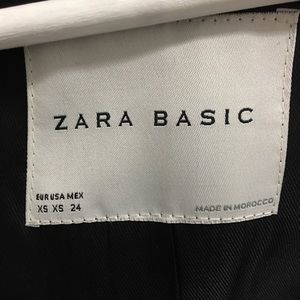 ZARA BASIC
EUR USA MEX
XS XS 24
MADE IN MOROCCO